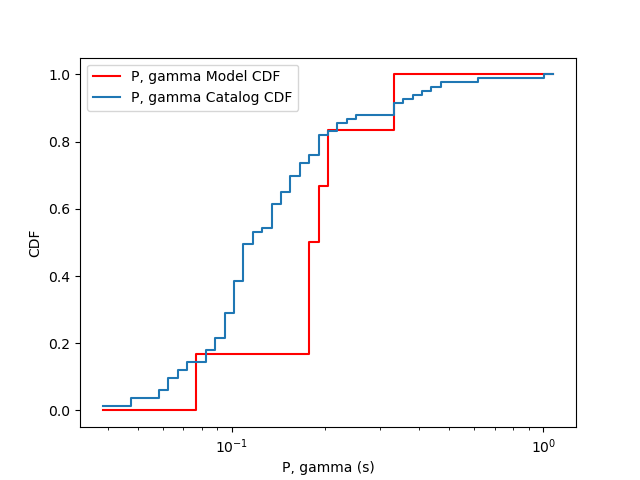 P, gamma Model CDF
P, gamma Catalog CDF
1.0
0.8
0.6
0.4
0.2
0.0
CDF
10⁻¹ 10⁰
P, gamma (s)